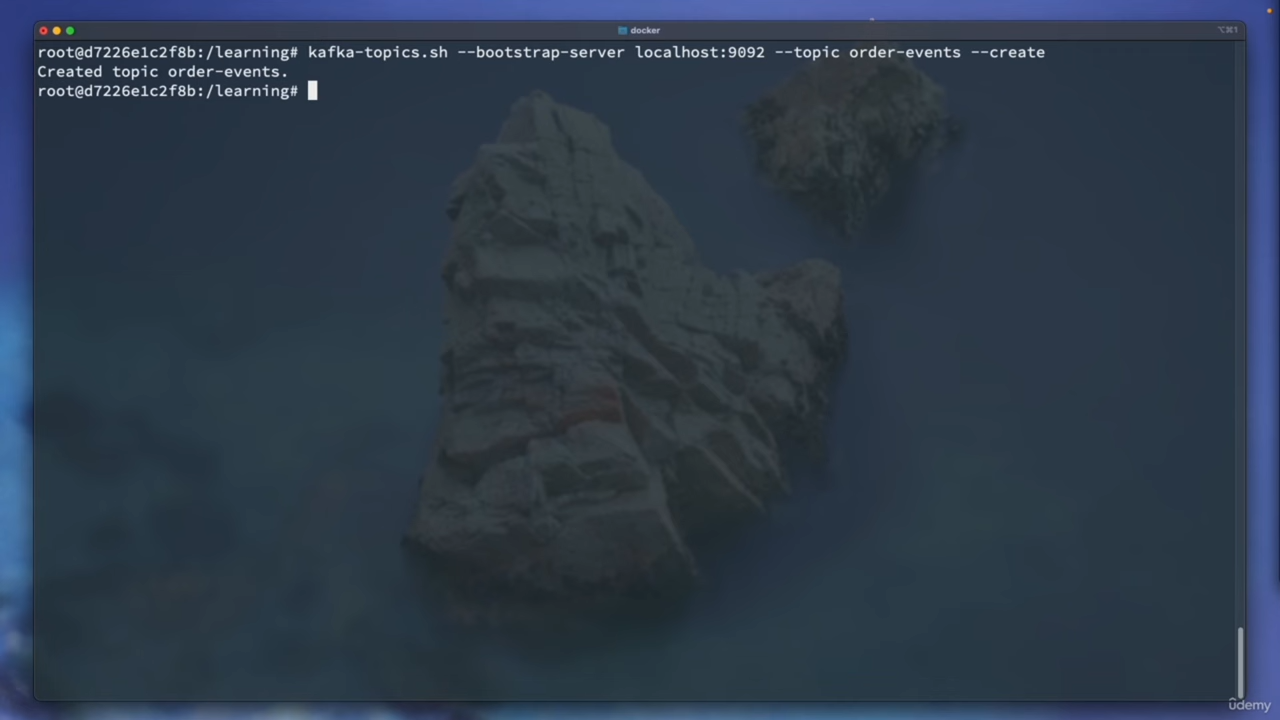 docker
⌥⌘1
root@d7226e1c2f8b:/learning# kafka-topics.sh --bootstrap-server localhost:9092 --topic order-events --create
Created topic order-events.
root@d7226e1c2f8b:/learning#
ûdemy